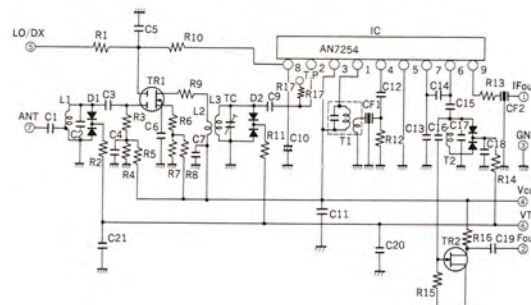 C5
IC
LO/DX
R1
R10
AN7254
5
8
2
3
1
4
5
7
6
9
TR1
R17
T.P
R17
R13
IFou
L1
D1
C3
R9
L3
TC
D2
C9
C12
C14
CF2
ANT
C1
L2
CF1
C15
7
C2
R3
R6
C6
C7
R11
C10
T1
R12
C13
C16
C17
C18
GN
3
R2
C4
R5
R4
R7
R8
T2
R14
Vcc
4
C11
VT
6
C21
C20
TR2
R16
C19
Fou
2
R15